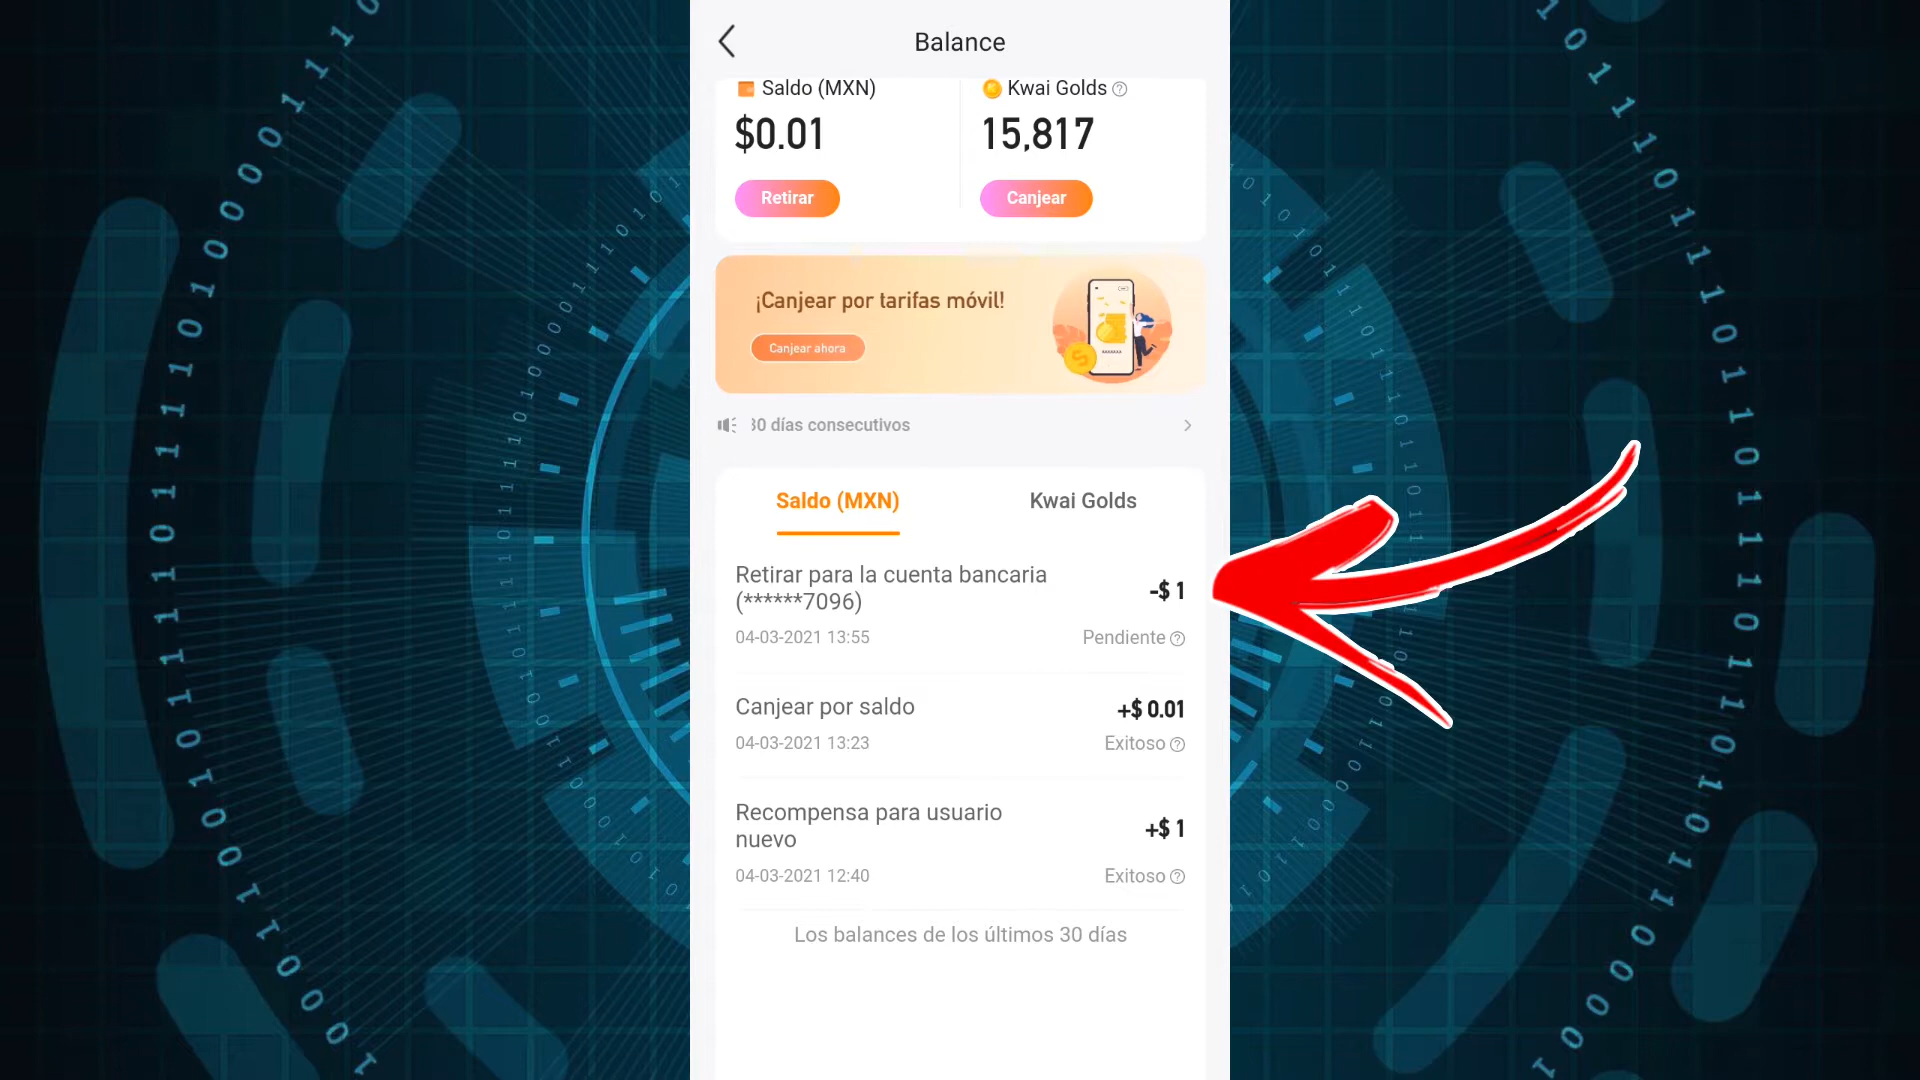 Balance
Saldo (MXN)
Kwai Golds
$0.01
15,817
Retirar
Canjear
¡Canjear por tarifas móvil!
Canjear ahora
30 días consecutivos
Saldo (MXN)
Kwai Golds
Retirar para la cuenta bancaria
(******7096)
-$ 1
04-03-2021 13:55
Pendiente
Canjear por saldo
+$ 0.01
04-03-2021 13:23
Exitoso
Recompensa para usuario
nuevo
+$ 1
04-03-2021 12:40
Exitoso
Los balances de los últimos 30 días